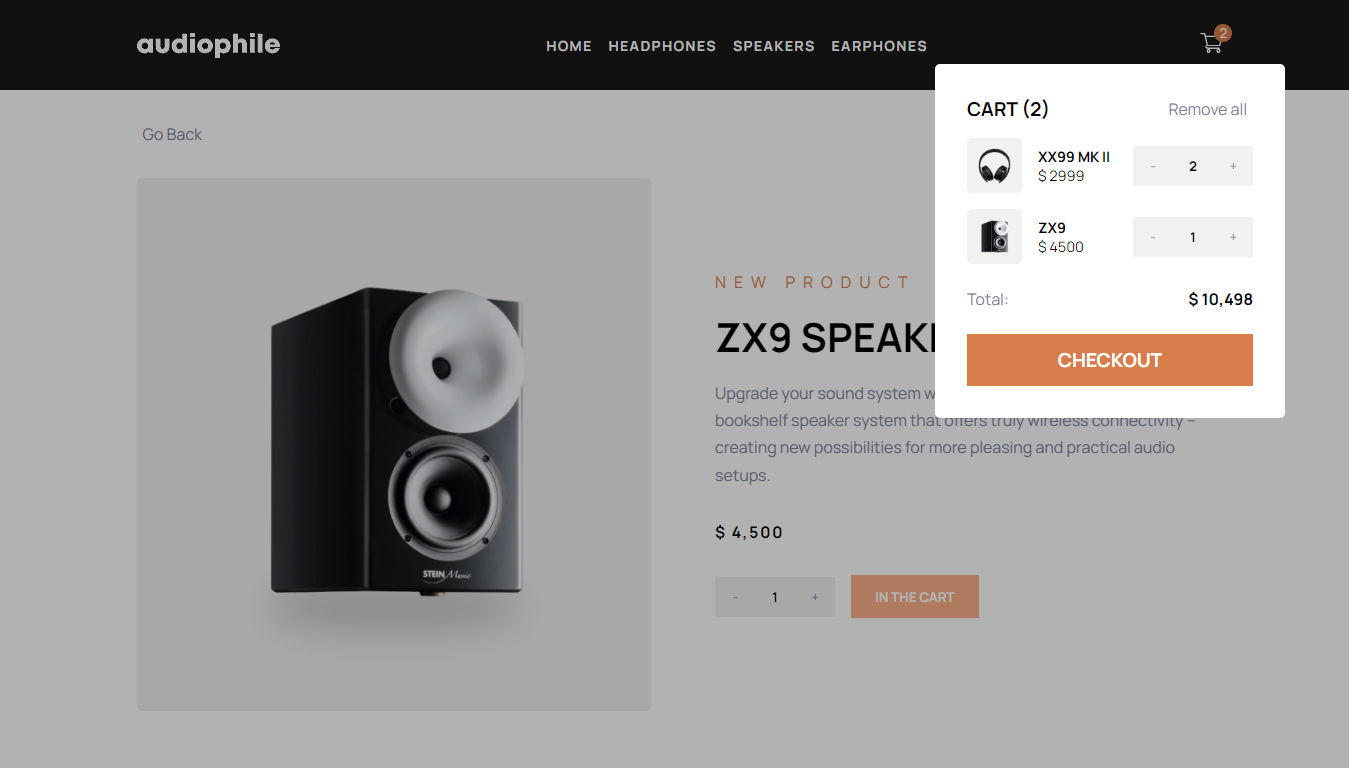 audiophile
HOME HEADPHONES SPEAKERS EARPHONES
2
Go Back
CART (2) Remove all
XX99 MK II
$ 2999
- 2 +
ZX9
$ 4500
- 1 +
Total: $ 10,498
CHECKOUT
NEW PRODUCT
ZX9 SPEAK
Upgrade your sound system
bookshelf speaker system that offers truly wireless connectivity –
creating new possibilities for more pleasing and practical audio
setups.
$ 4,500
- 1 +
IN THE CART
STEIN Music